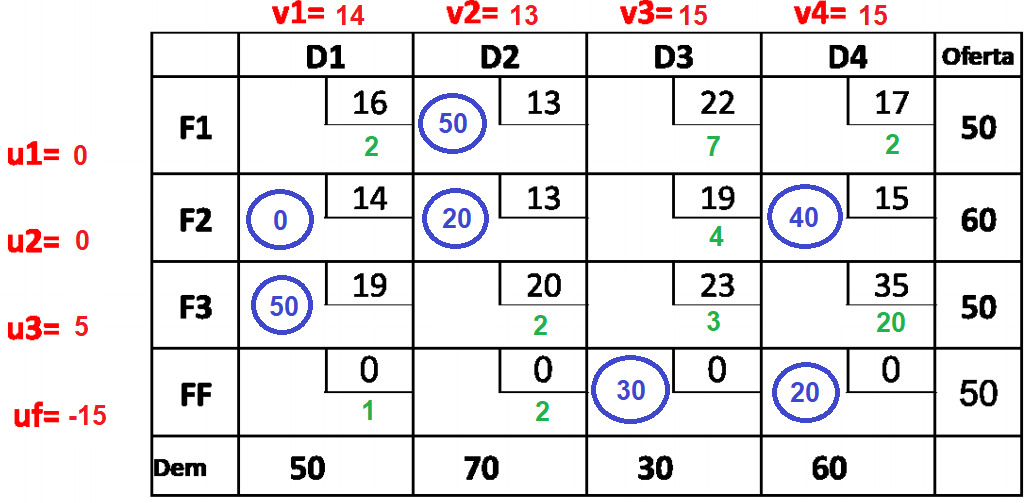 v1= 14 v2= 13 v3= 15 v4= 15
D1 D2 D3 D4 Oferta
F1 16 2 50 13 22 7 17 2 50
u1= 0
F2 0 14 20 13 19 4 40 15 60
u2= 0
F3 50 19 20 2 23 3 35 20 50
u3= 5
FF 0 1 0 2 30 0 20 0 50
uf= -15
Dem 50 70 30 60